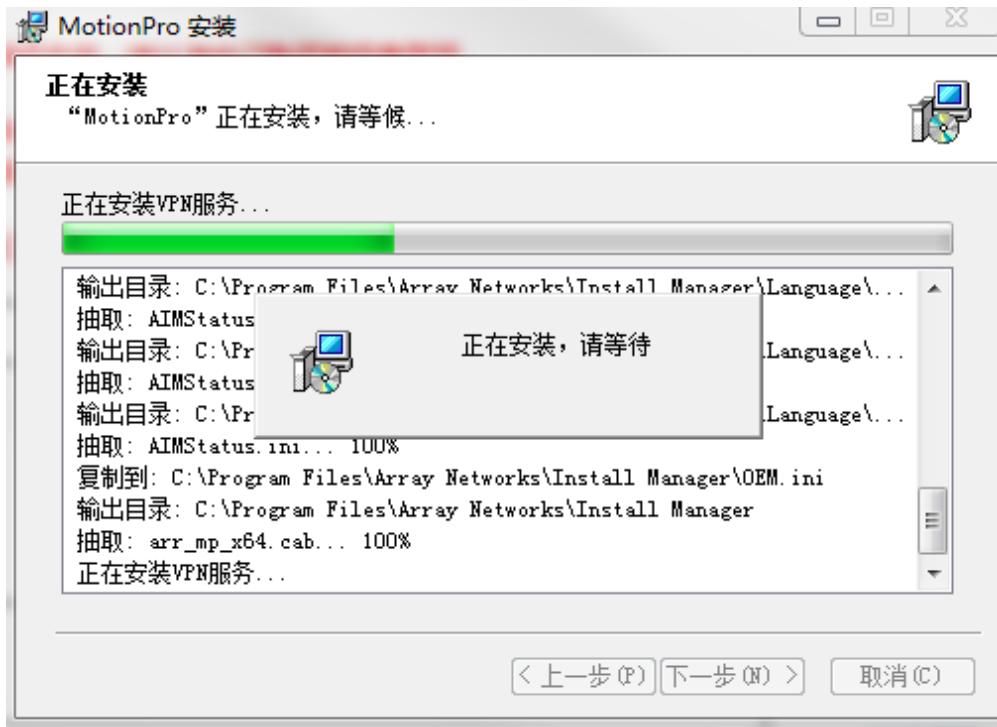 MotionPro 安装
正在安装
“MotionPro”正在安装，请等候...
正在安装VPN服务...
输出目录: C:\Program Files\Array Networks\Install Manager\Language\...
抽取: AIMStatus
输出目录: C:\Pr
.Language\...
正在安装，请等待
抽取: AIMStatus
输出目录: C:\Pr
.Language\...
抽取: AIMStatus.ini... 100%
复制到: C:\Program Files\Array Networks\Install Manager\OEM.ini
输出目录: C:\Program Files\Array Networks\Install Manager
抽取: arr_mp_x64.cab... 100%
正在安装VPN服务...
< 上一步(P) 下一步(N) > 取消(C)